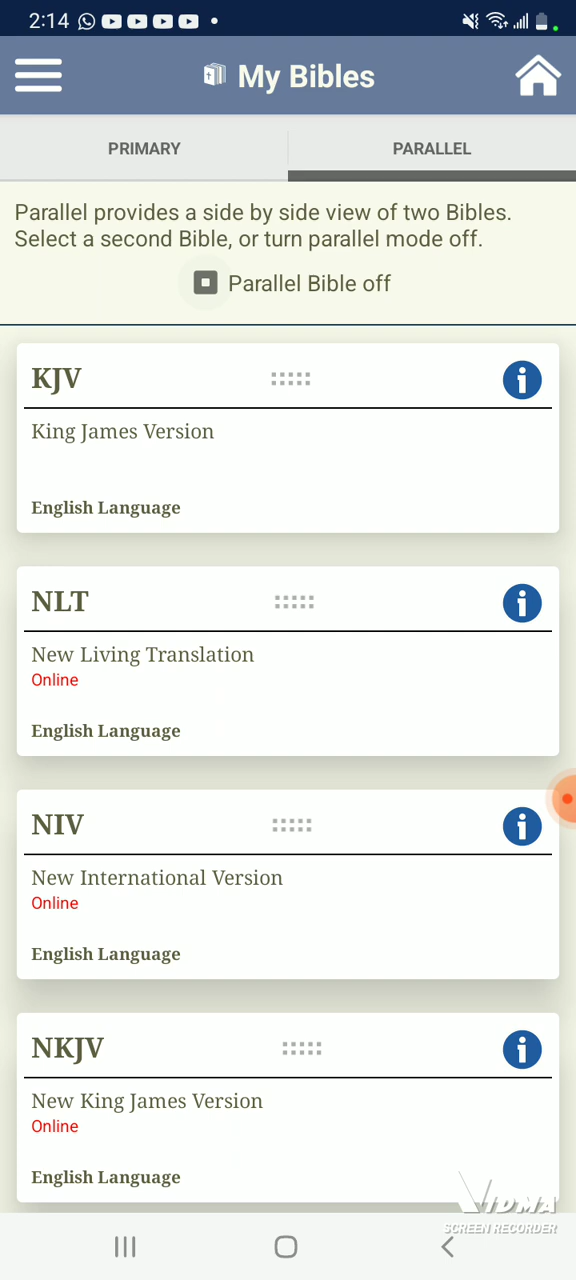 2:14
My Bibles
PRIMARY
PARALLEL
Parallel provides a side by side view of two Bibles.
Select a second Bible, or turn parallel mode off.
Parallel Bible off
KJV
King James Version
English Language
NLT
New Living Translation
Online
English Language
NIV
New International Version
Online
English Language
NKJV
New King James Version
Online
English Language
VIDMA
SCREEN RECORDER